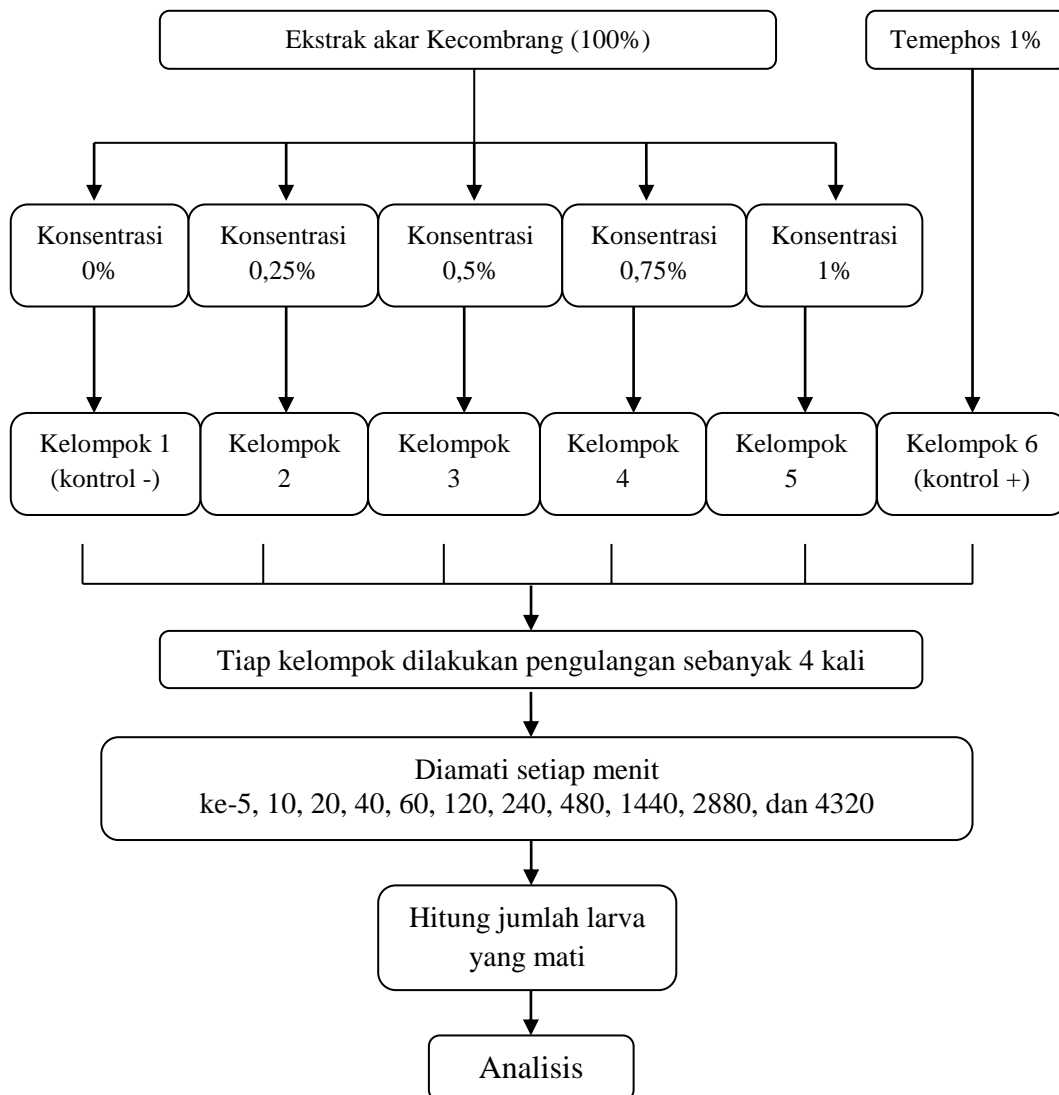 Ekstrak akar Kecombrang (100%)
Temephos 1%
Konsentrasi
0%
Konsentrasi
0,25%
Konsentrasi
0,5%
Konsentrasi
0,75%
Konsentrasi
1%
Kelompok 1
(kontrol -)
Kelompok
2
Kelompok
3
Kelompok
4
Kelompok
5
Kelompok 6
(kontrol +)
Tiap kelompok dilakukan pengulangan sebanyak 4 kali
Diamati setiap menit
ke-5, 10, 20, 40, 60, 120, 240, 480, 1440, 2880, dan 4320
Hitung jumlah larva
yang mati
Analisis